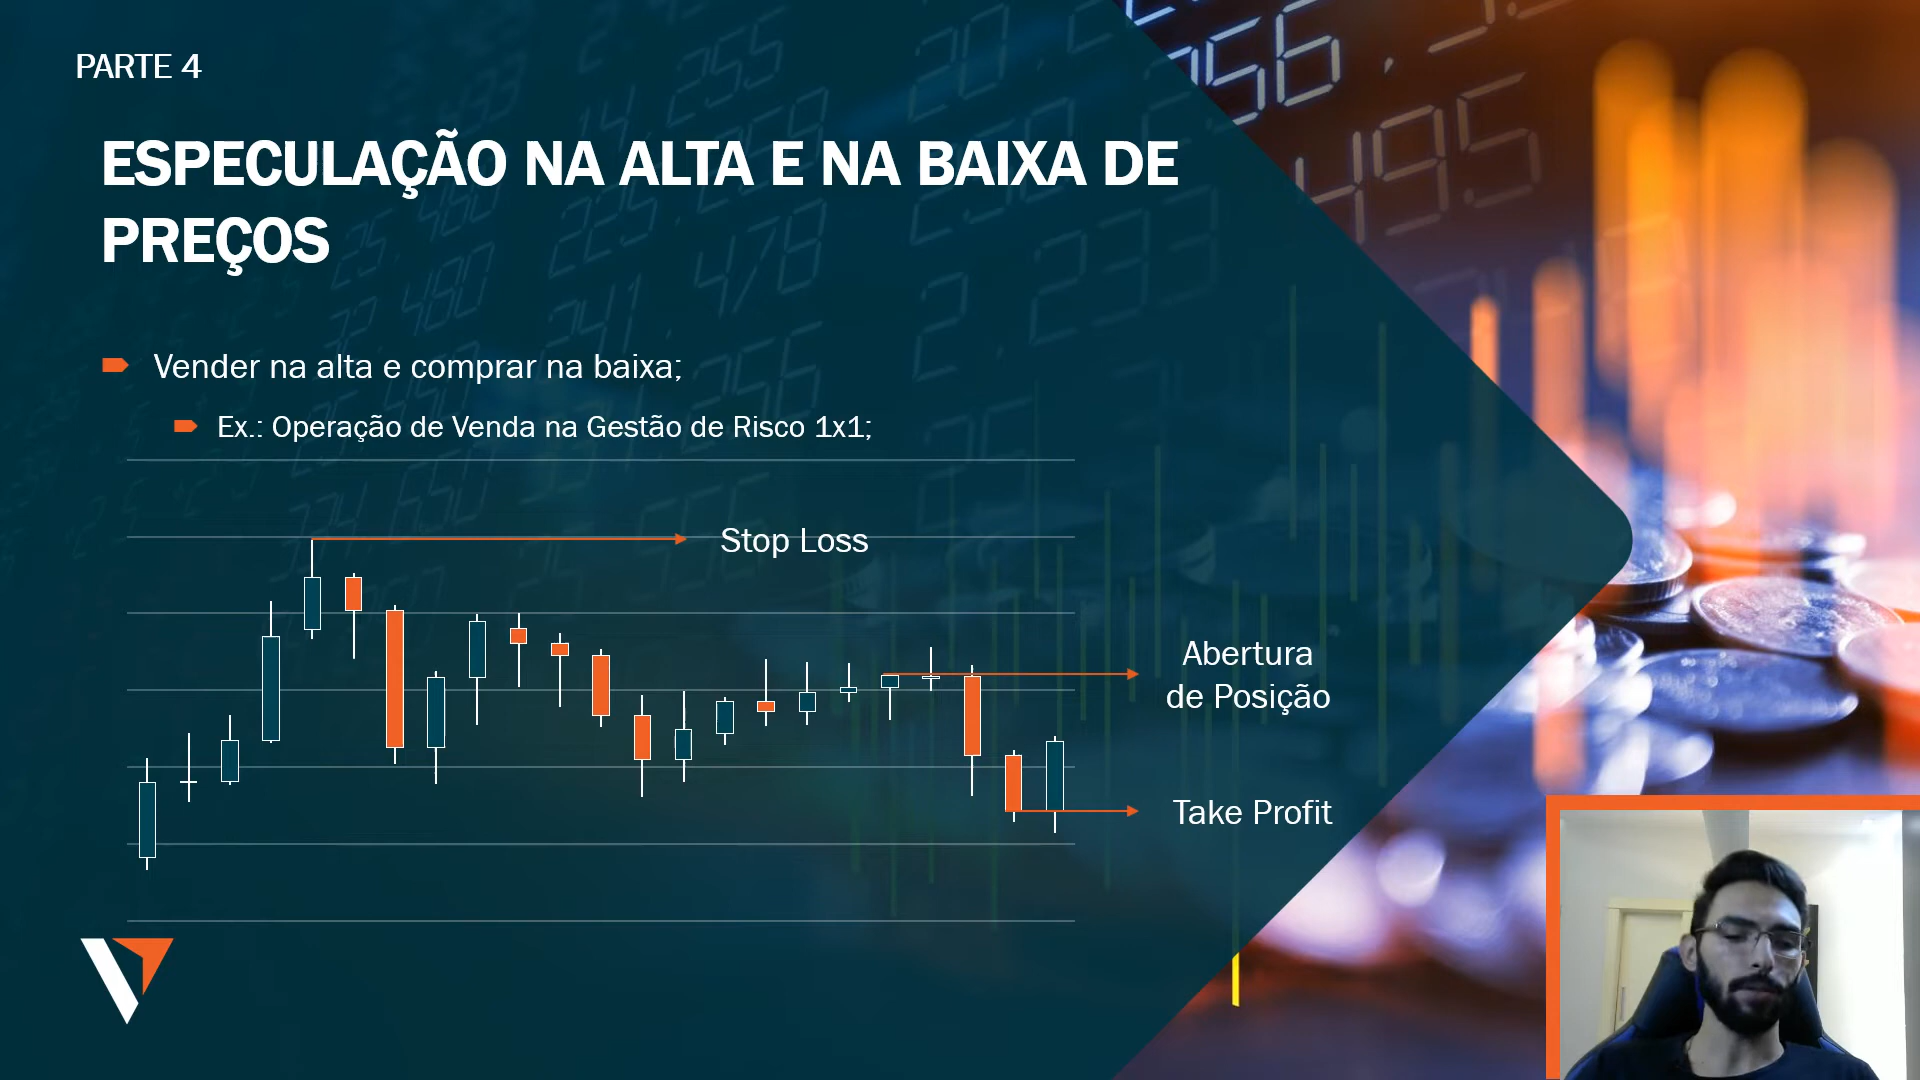 PARTE 4
ESPECULAÇÃO NA ALTA E NA BAIXA DE
PREÇOS
Vender na alta e comprar na baixa;
Ex.: Operação de Venda na Gestão de Risco 1x1;
Stop Loss
Abertura
de Posição
Take Profit